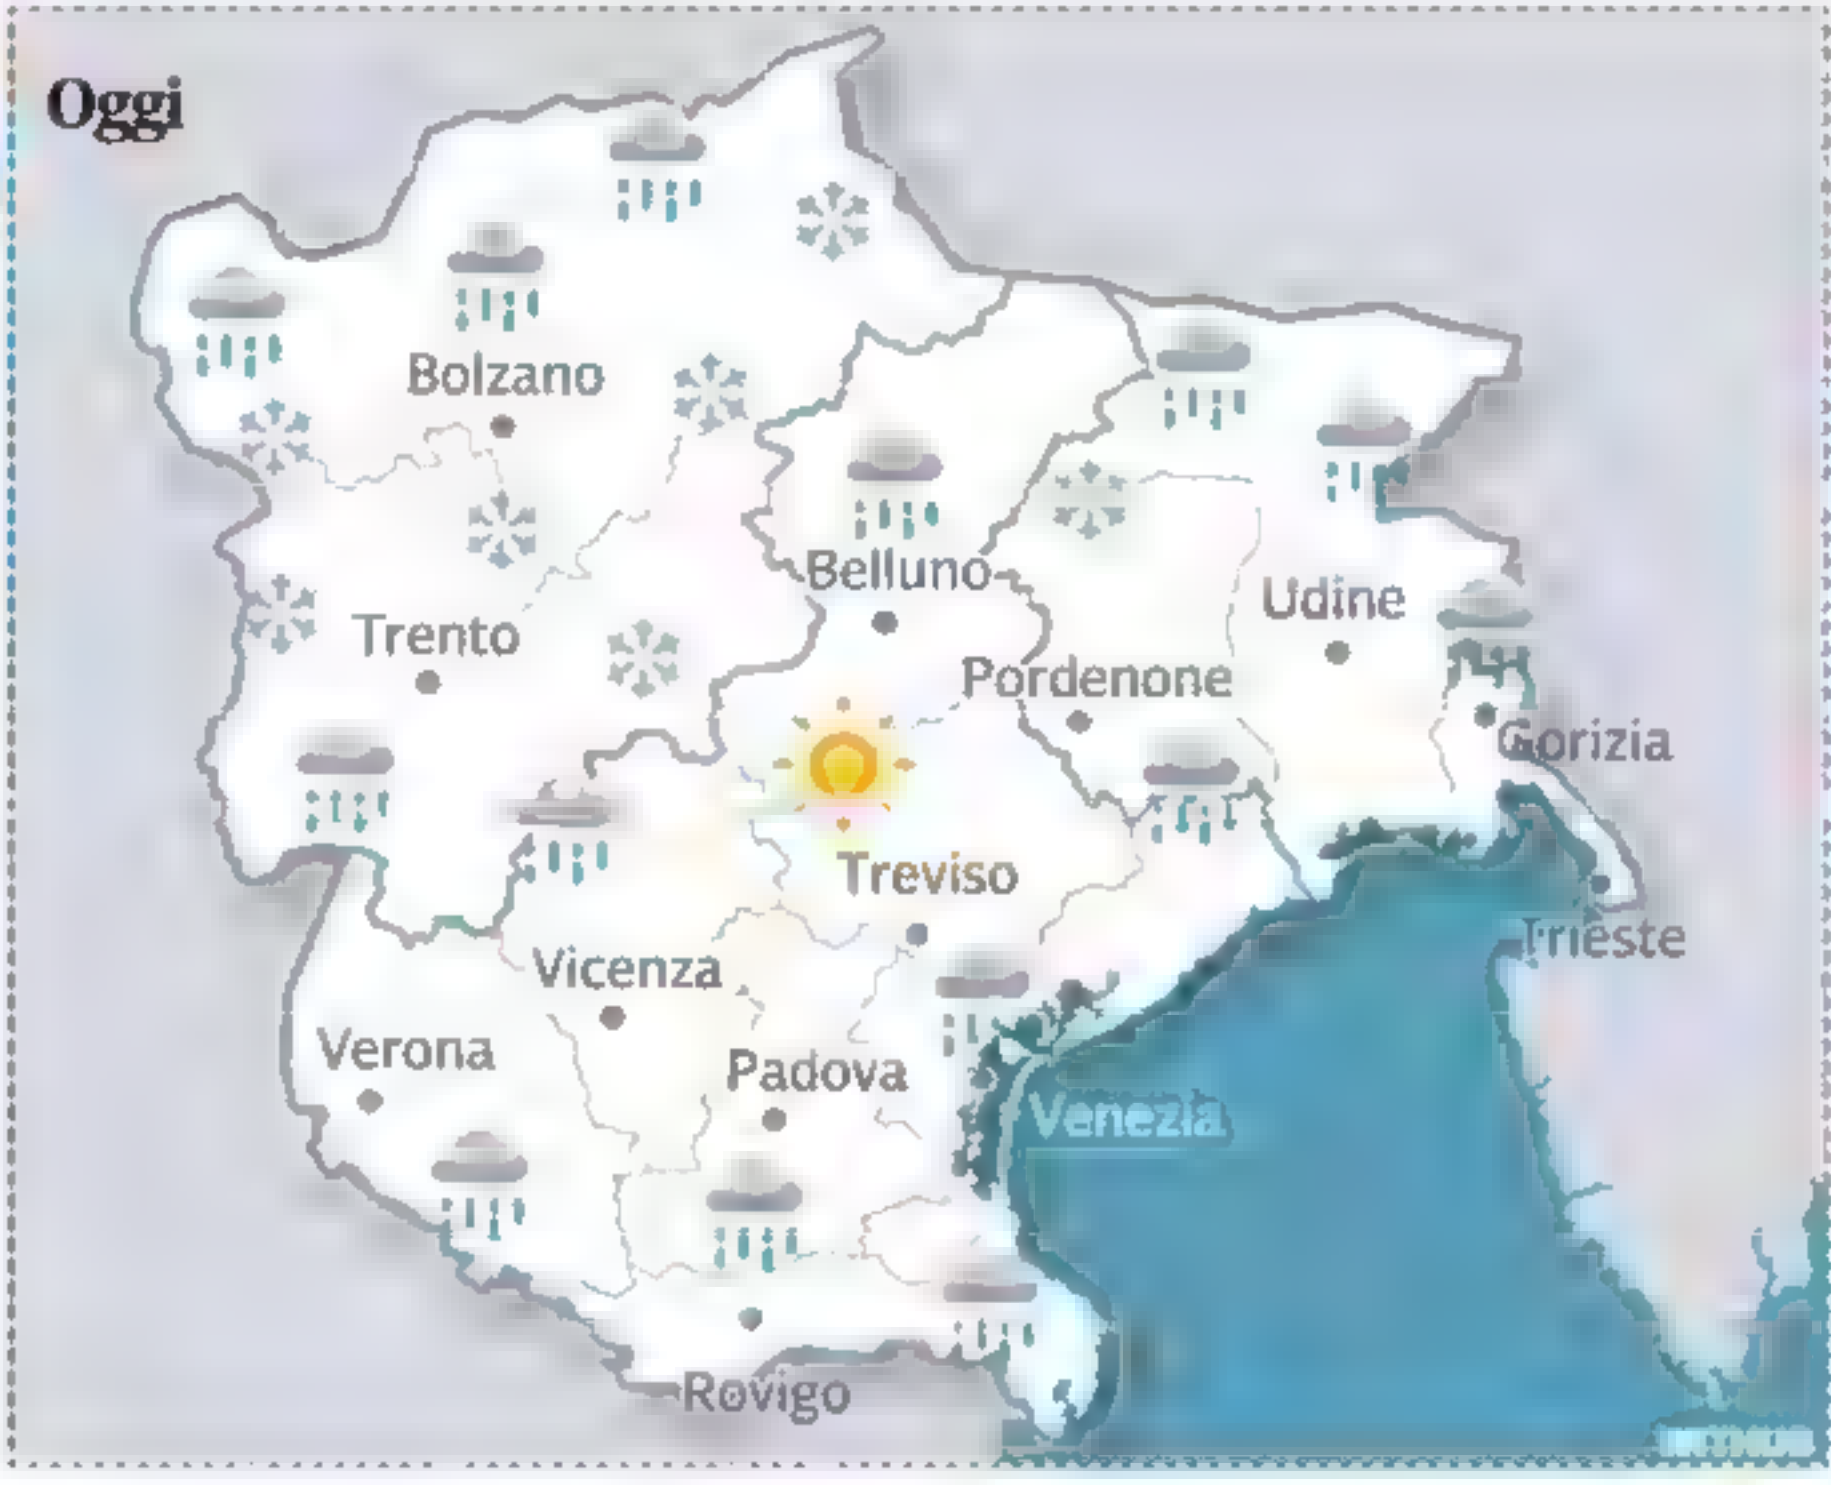 Oggi
Bolzano
Belluno
Udine
Trento
Pordenone
Gorizia
Treviso
Trieste
Vicenza
Verona
Padova
Venezia
Rovigo